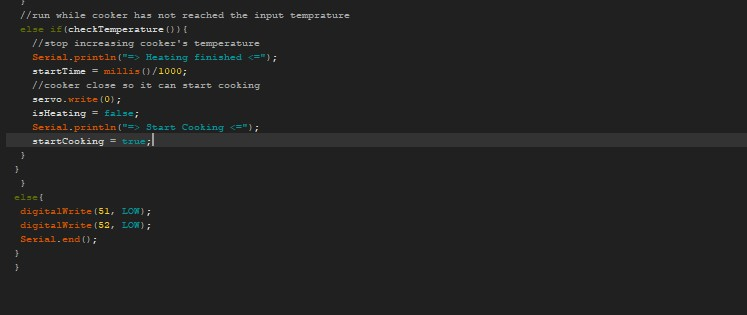 }
//run while cooker has not reached the input temprature
else if(checkTemperature()){
//stop increasing cooker's temperature
Serial.println("=> Heating finished <=");
startTime = millis()/1000;
//cooker close so it can start cooking
servo.write(0);
isHeating = false;
Serial.println("=> Start Cooking <=");
startCooking = true;
}
}
}
else{
digitalWrite(51, LOW);
digitalWrite(52, LOW);
Serial.end();
}
}